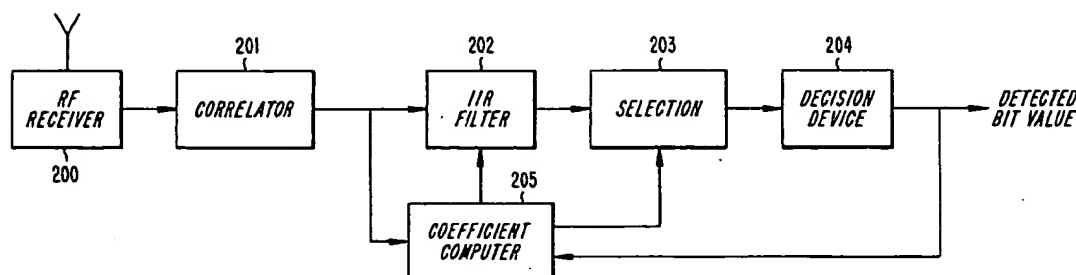 201
202
203
204
RF
RECEIVER
CORRELATOR
IIR
FILTER
SELECTION
DECISION
DEVICE
DETECTED
BIT VALUE
200
205
COEFFICIENT
COMPUTER